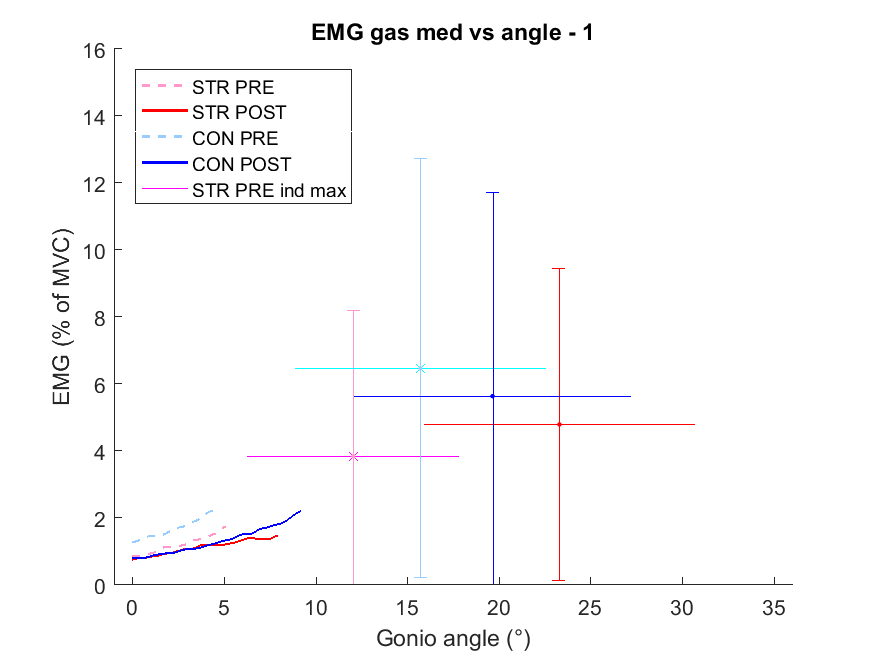 EMG gas med vs angle - 1
16
14
12
10
8
6
4
2
0
EMG (% of MVC)
STR PRE
STR POST
CON PRE
CON POST
STR PRE ind max
0 5 10 15 20 25 30 35
Gonio angle (°)